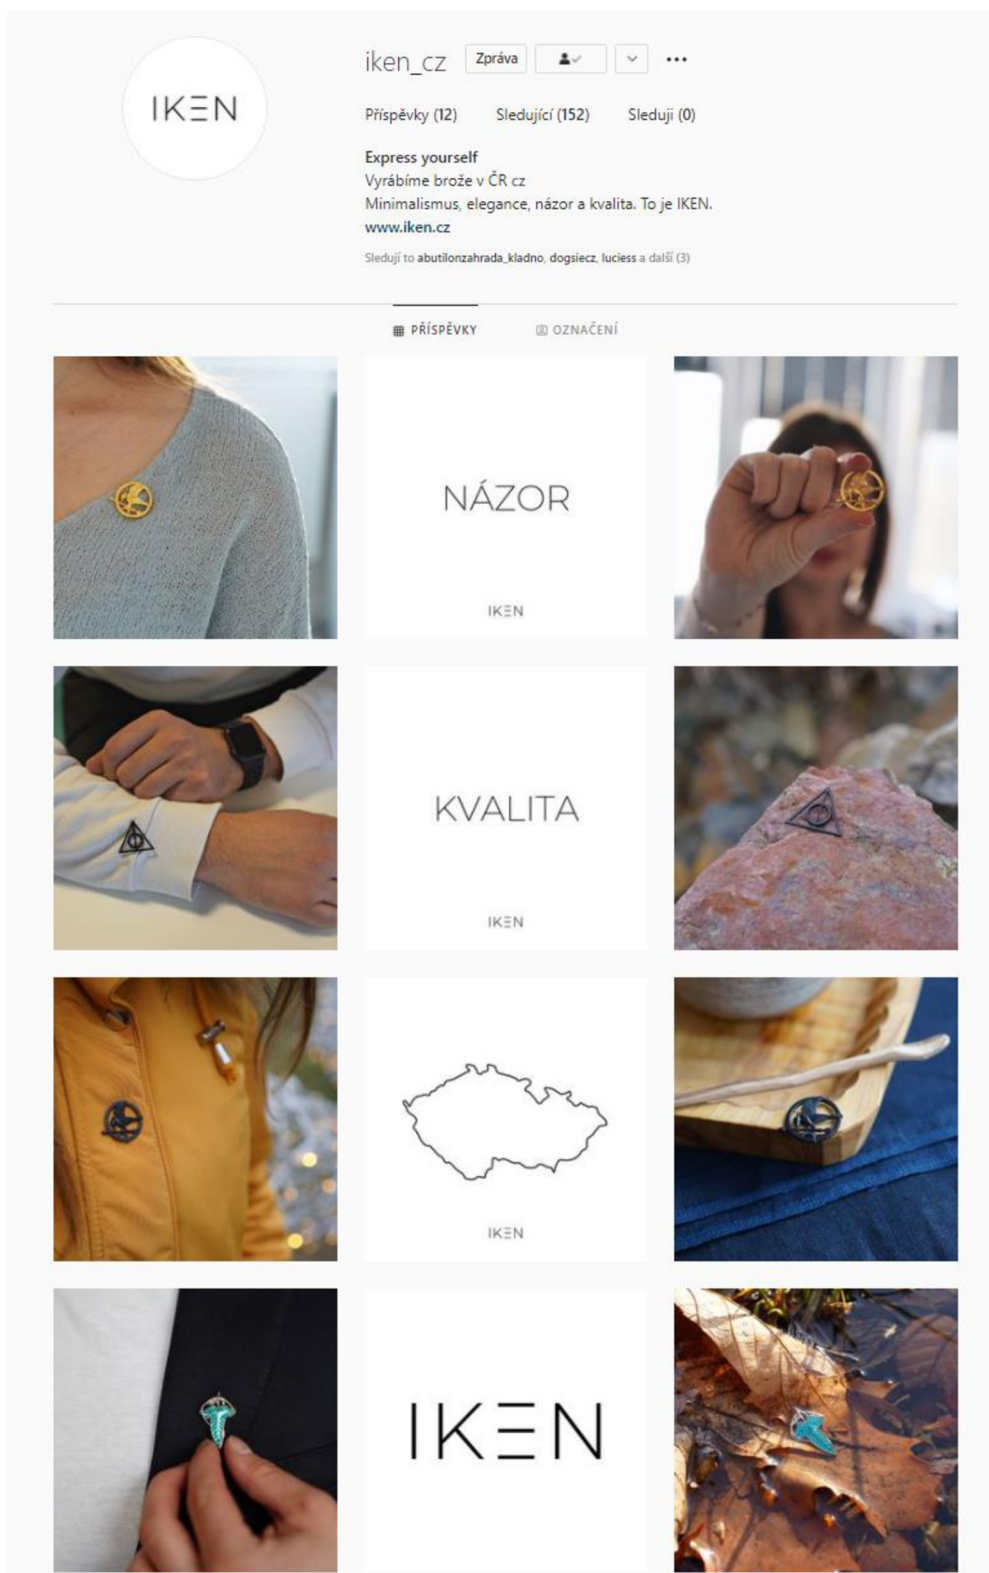 IKEN
iken_cz Zpráva
Příspěvky (12) Sledující (152) Sleduji (0)
Express yourself
Vyrábíme brože v ČR cz
Minimalismus, elegance, názor a kvalita. To je IKEN.
www.iken.cz
Sledují to abutilonzahrada_kladno, dogsiecz, luciess a další (3)
PŘÍSPĚVKY OZNAČENÍ
NÁZOR
IKEN
KVALITA
IKEN
IKEN
IKEN